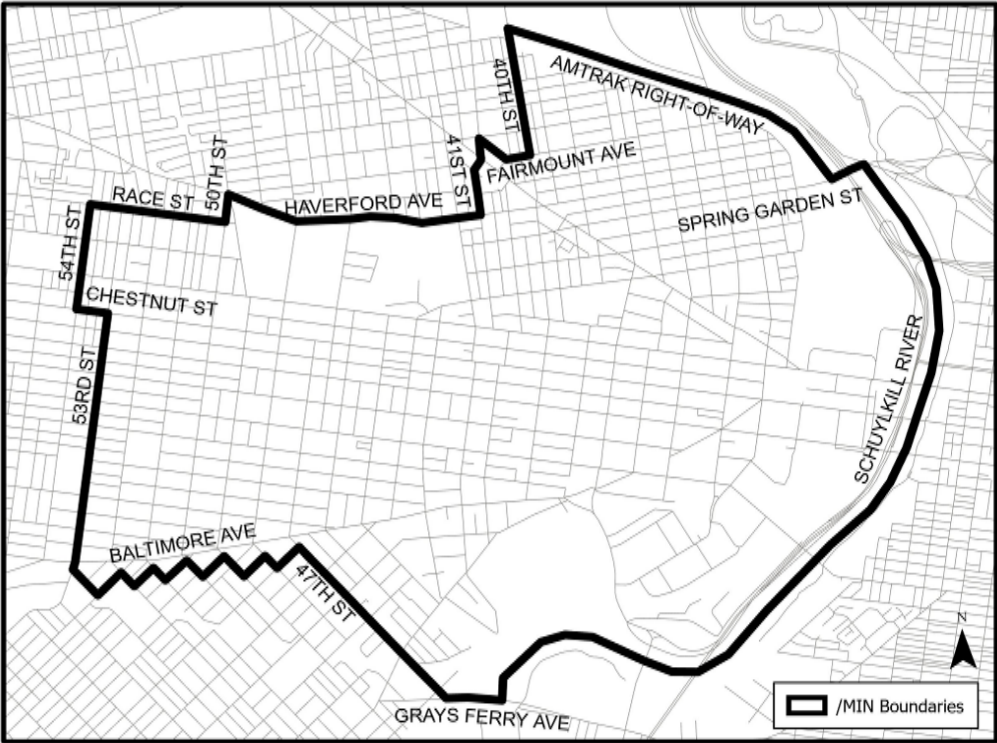 40TH ST
AMTRAK RIGHT-OF-WAY
41ST ST
FAIRMOUNT AVE
50TH ST
RACE ST
HAVERFORD AVE
SPRING GARDEN ST
54TH ST
CHESTNUT ST
53RD ST
SCHUYLKILL RIVER
BALTIMORE AVE
47TH ST
GRAYS FERRY AVE
N
/MIN Boundaries